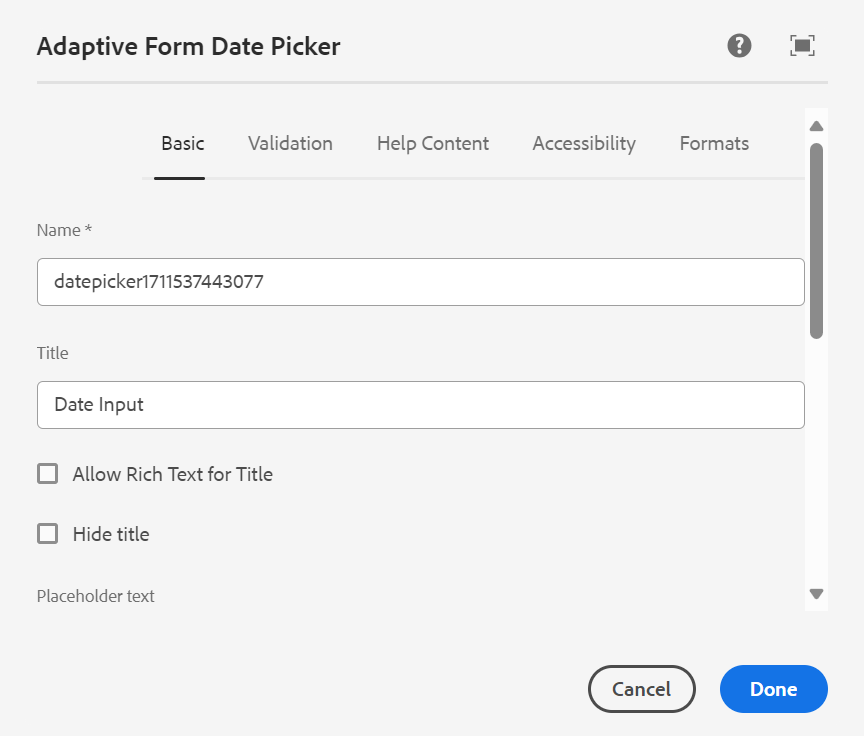 Adaptive Form Date Picker
Basic Validation Help Content Accessibility Formats
Name *
datepicker1711537443077
Title
Date Input
Allow Rich Text for Title
Hide title
Placeholder text
Cancel Done